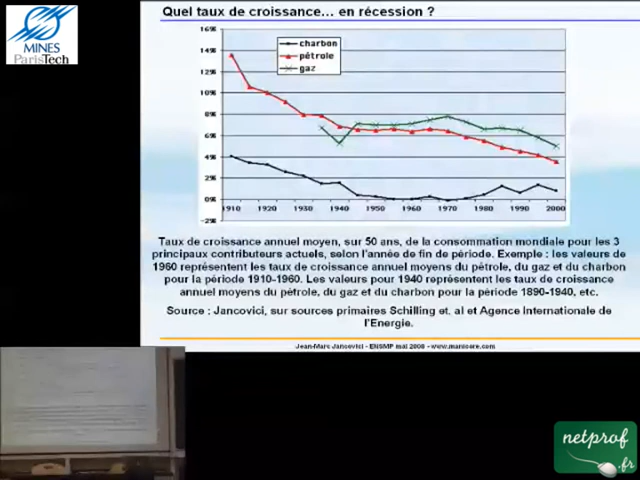 MINES
ParisTech
Quel taux de croissance... en récession ?
16%
14%
12%
10%
8%
6%
4%
2%
0%
-2%
charbon
pétrole
gaz
1910 1920 1930 1940 1950 1960 1970 1980 1990 2000
Taux de croissance annuel moyen, sur 50 ans, de la consommation mondiale pour les 3
principaux contributeurs actuels, selon l'année de fin de période. Exemple : les valeurs de
1960 représentent les taux de croissance annuel moyens du pétrole, du gaz et du charbon
pour la période 1910-1960. Les valeurs pour 1940 représentent les taux de croissance
annuel moyens du pétrole, du gaz et du charbon pour la période 1890-1940, etc.
Source : Jancovici, sur sources primaires Schilling et. al et Agence Internationale de
l'Energie.
Jean-Marc Jancovici - ENSMP mai 2008 - www.manicore.com
netprof
.fr